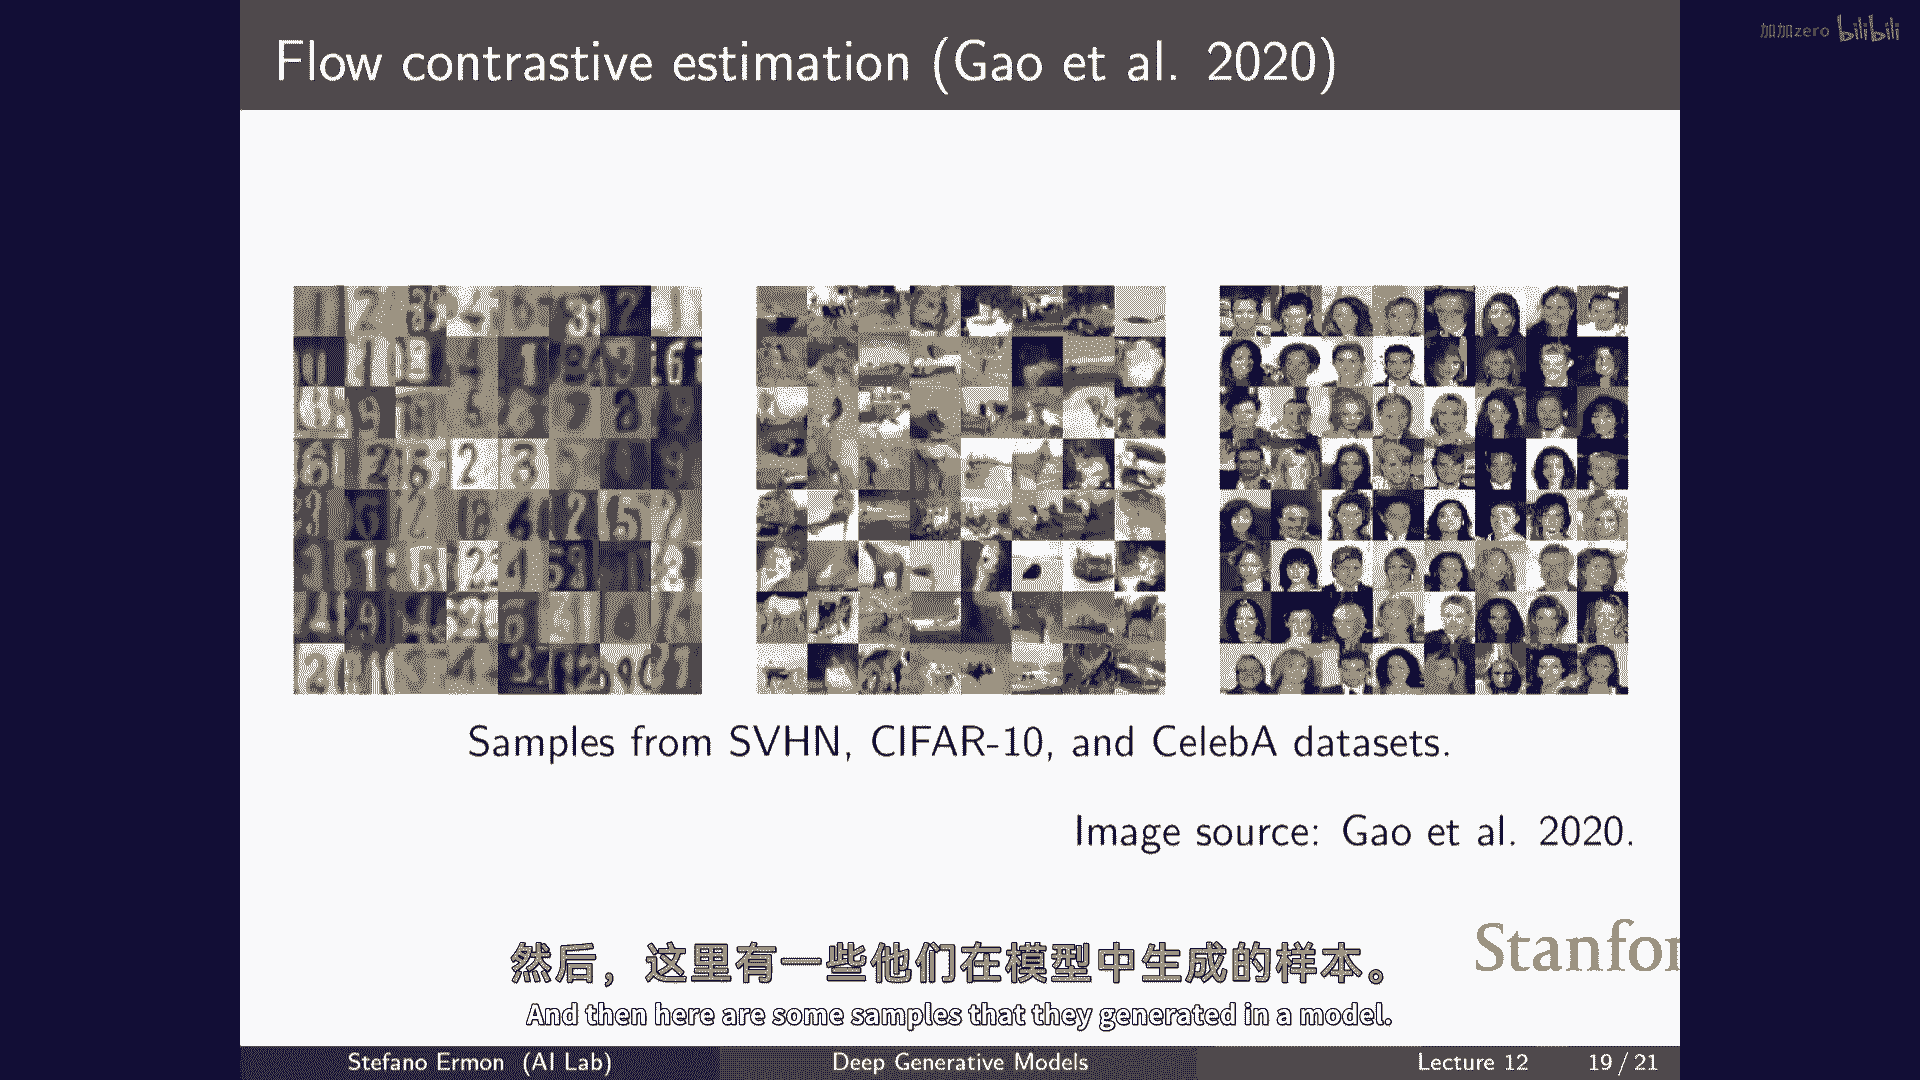 Flow contrastive estimation (Gao et al. 2020)
加加zero bilibili
Samples from SVHN, CIFAR-10, and CelebA datasets.
Image source: Gao et al. 2020.
Stanfor
然后，这里有一些他们在模型中生成的样本。
And then here are some samples that they generated in a model.
Stefano Ermon (AI Lab)
Deep Generative Models
Lecture 12
19 / 21